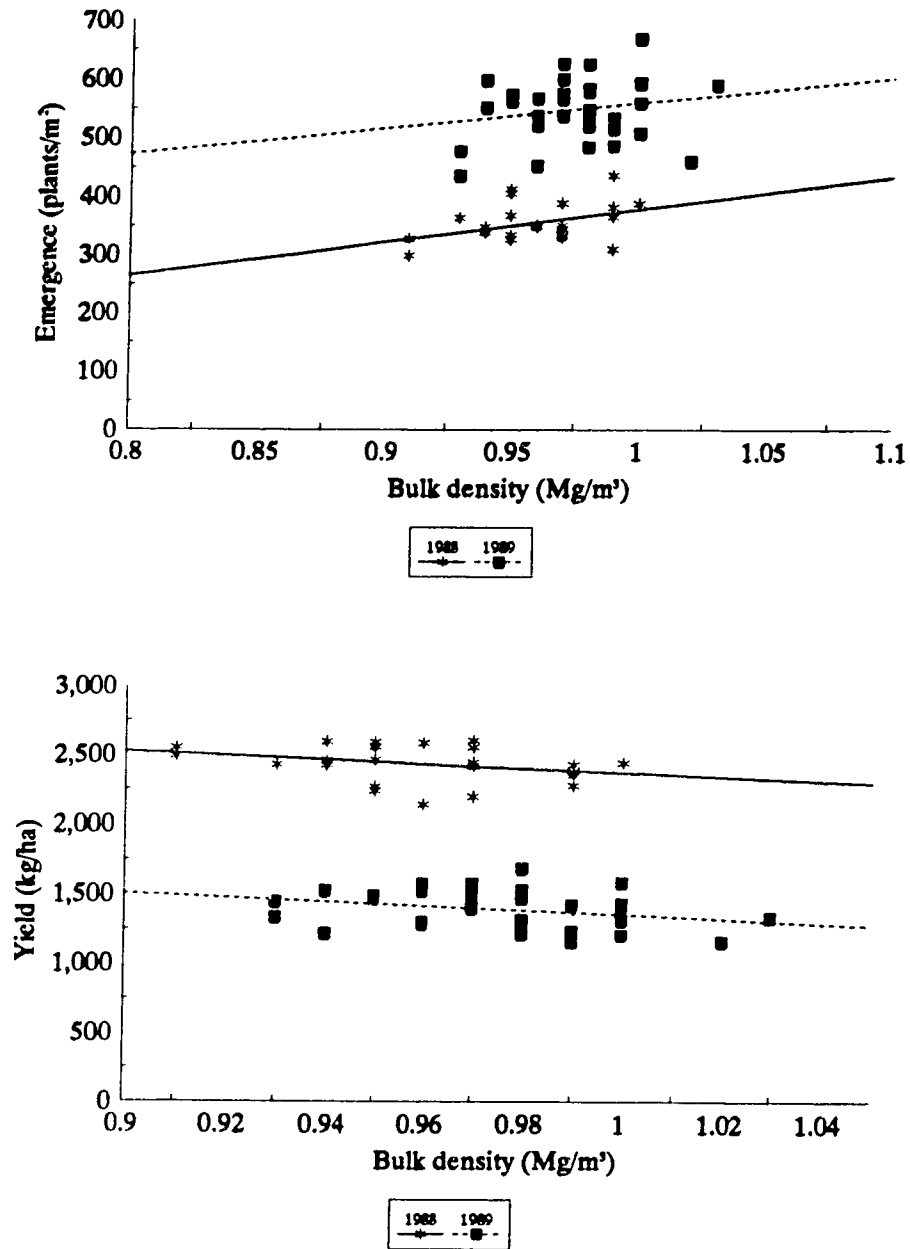 700
600
500
400
300
200
100
0
Emergence (plants/m²)
0.8 0.85 0.9 0.95 1 1.05 1.1
Bulk density (Mg/m³)
1988 1989
3,000
2,500
2,000
1,500
1,000
500
0
Yield (kg/ha)
0.9 0.92 0.94 0.96 0.98 1 1.02 1.04
Bulk density (Mg/m³)
1988 1989